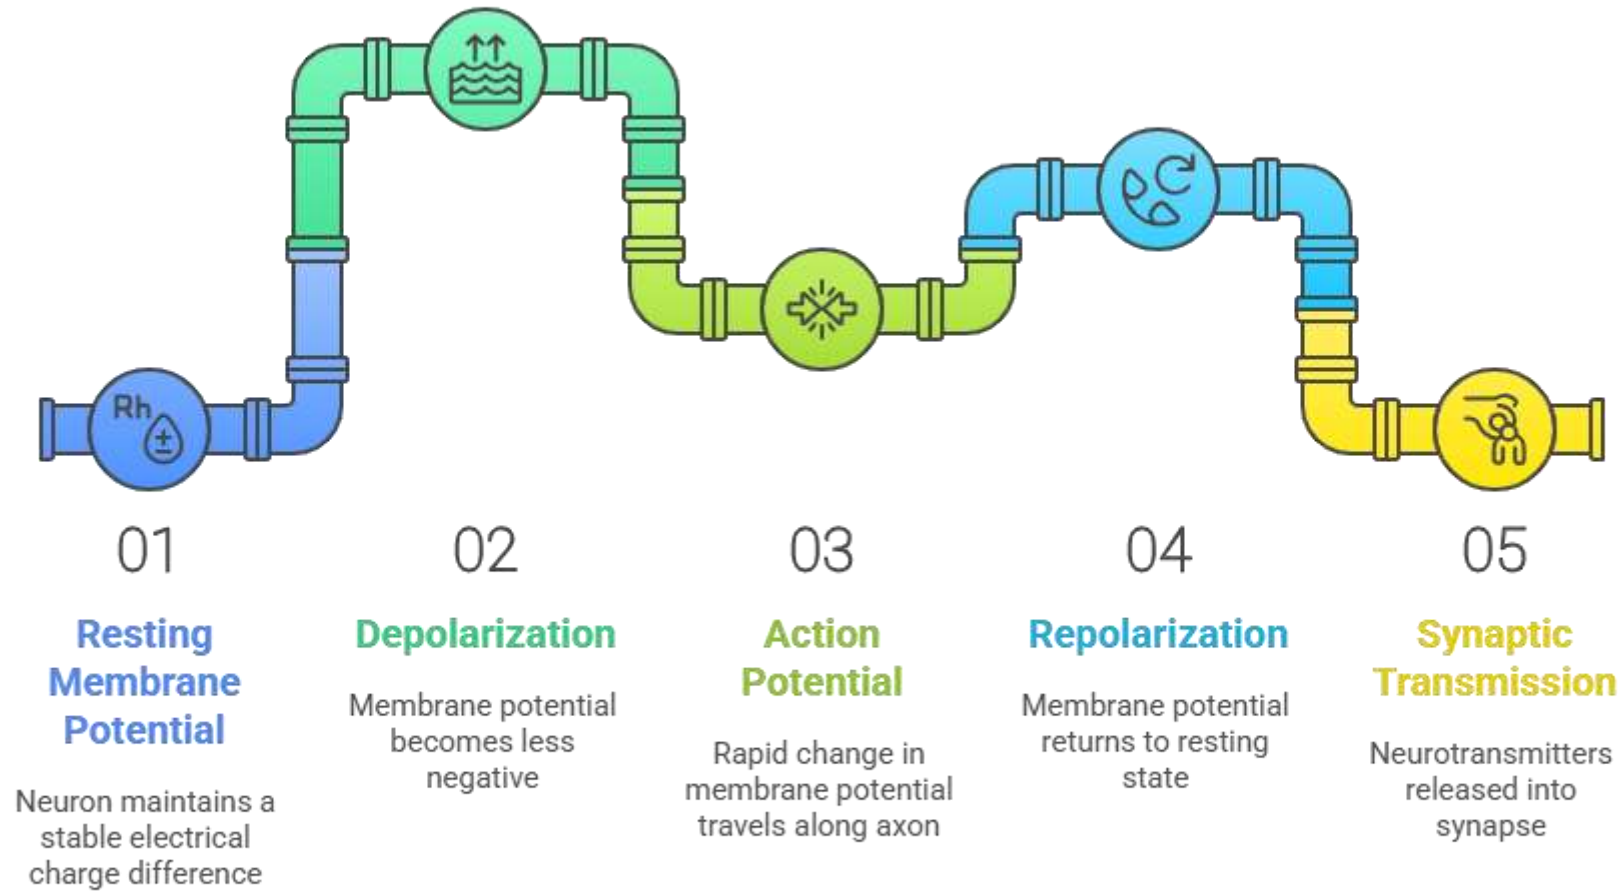 Rh
01
Resting
Membrane
Potential
Neuron maintains a
stable electrical
charge difference
02
Depolarization
Membrane potential
becomes less
negative
03
Action
Potential
Rapid change in
membrane potential
travels along axon
04
Repolarization
Membrane potential
returns to resting
state
05
Synaptic
Transmission
Neurotransmitters
released into
synapse